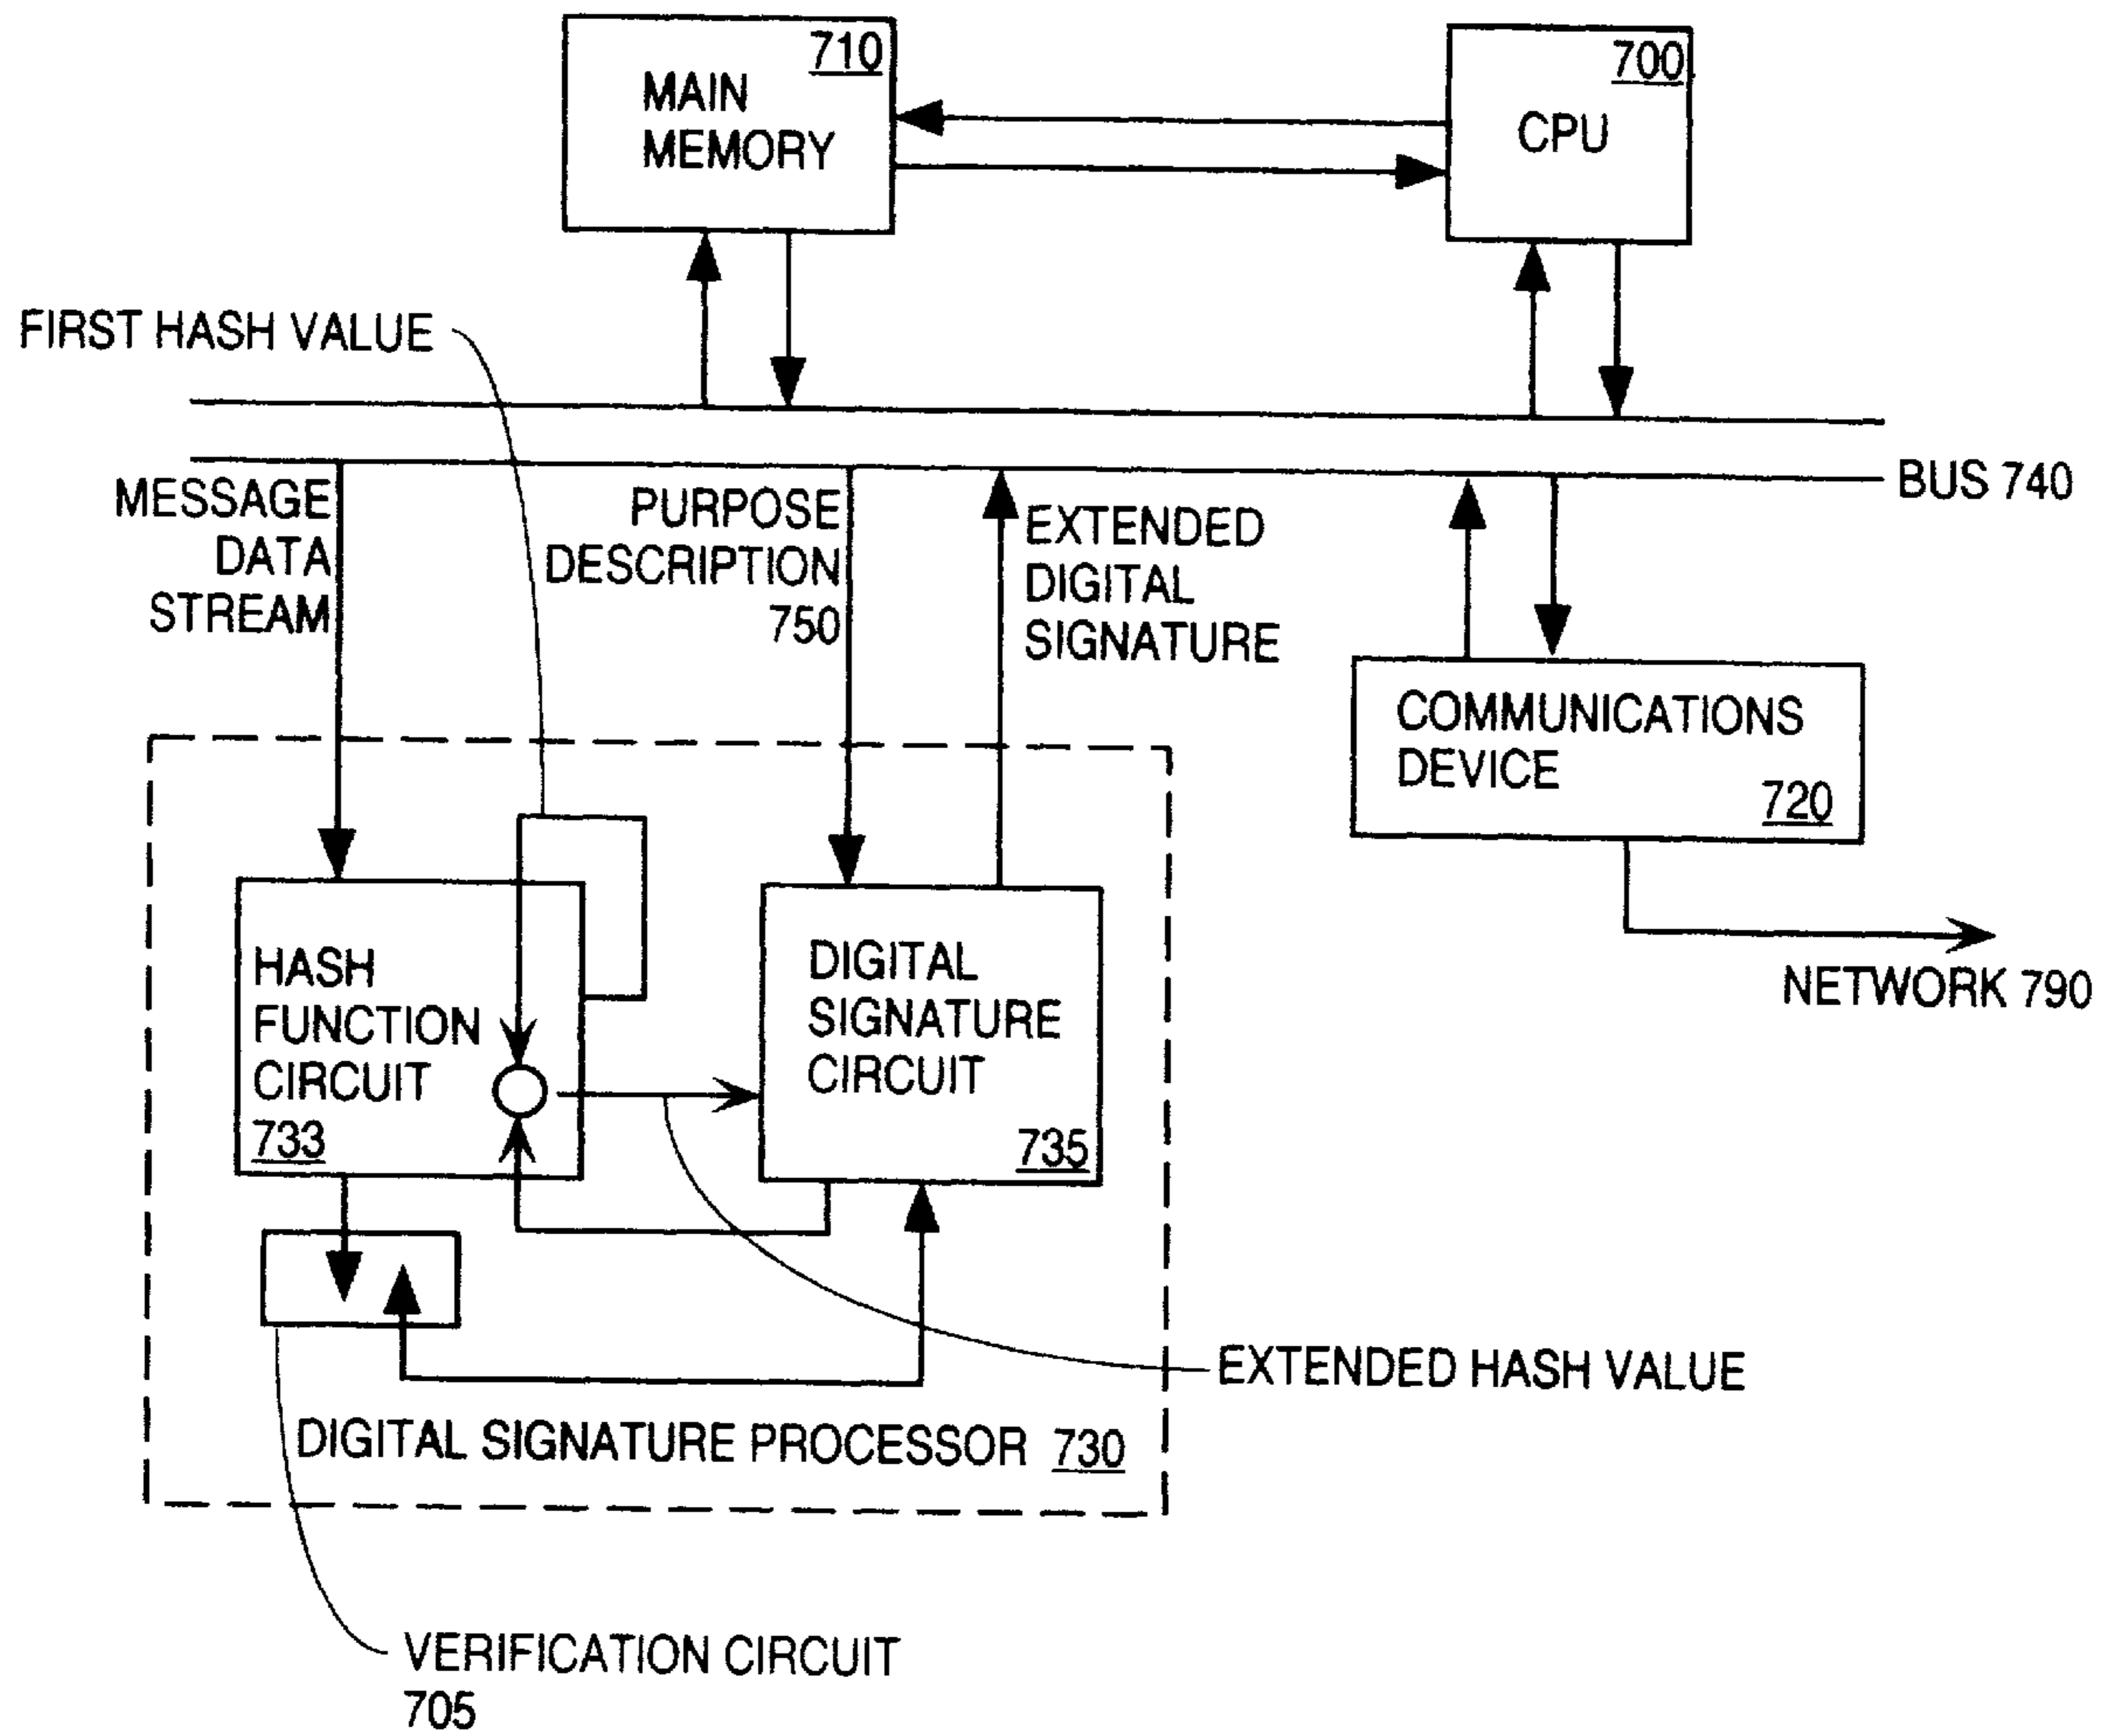 710
MAIN
MEMORY
700
CPU
FIRST HASH VALUE
BUS 740
MESSAGE
DATA
STREAM
PURPOSE
DESCRIPTION
750
EXTENDED
DIGITAL
SIGNATURE
COMMUNICATIONS
DEVICE
720
NETWORK 790
HASH
FUNCTION
CIRCUIT
733
DIGITAL
SIGNATURE
CIRCUIT
735
EXTENDED HASH VALUE
DIGITAL SIGNATURE PROCESSOR 730
VERIFICATION CIRCUIT
705